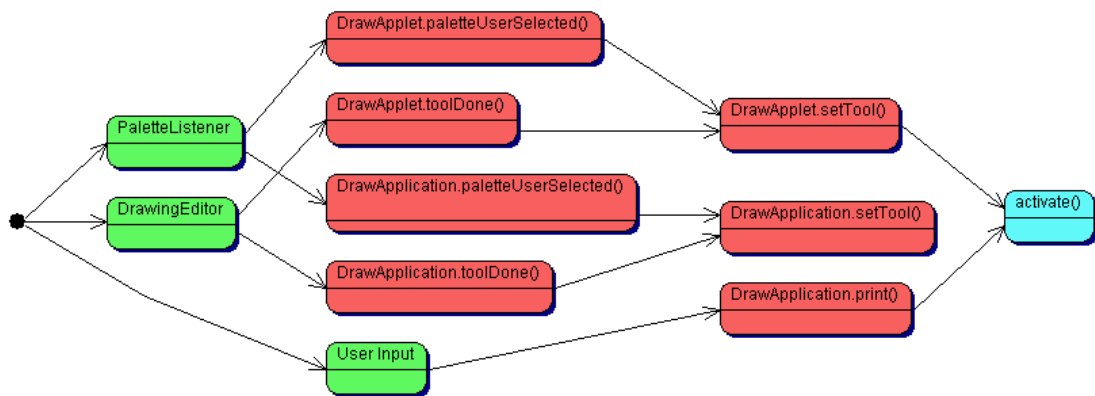 DrawApplet.paletteUserSelected()
DrawApplet.toolDone()
DrawApplet.setTool()
PaletteListener
DrawApplication.paletteUserSelected()
DrawingEditor
DrawApplication.setTool()
activate()
DrawApplication.toolDone()
DrawApplication.print()
User Input